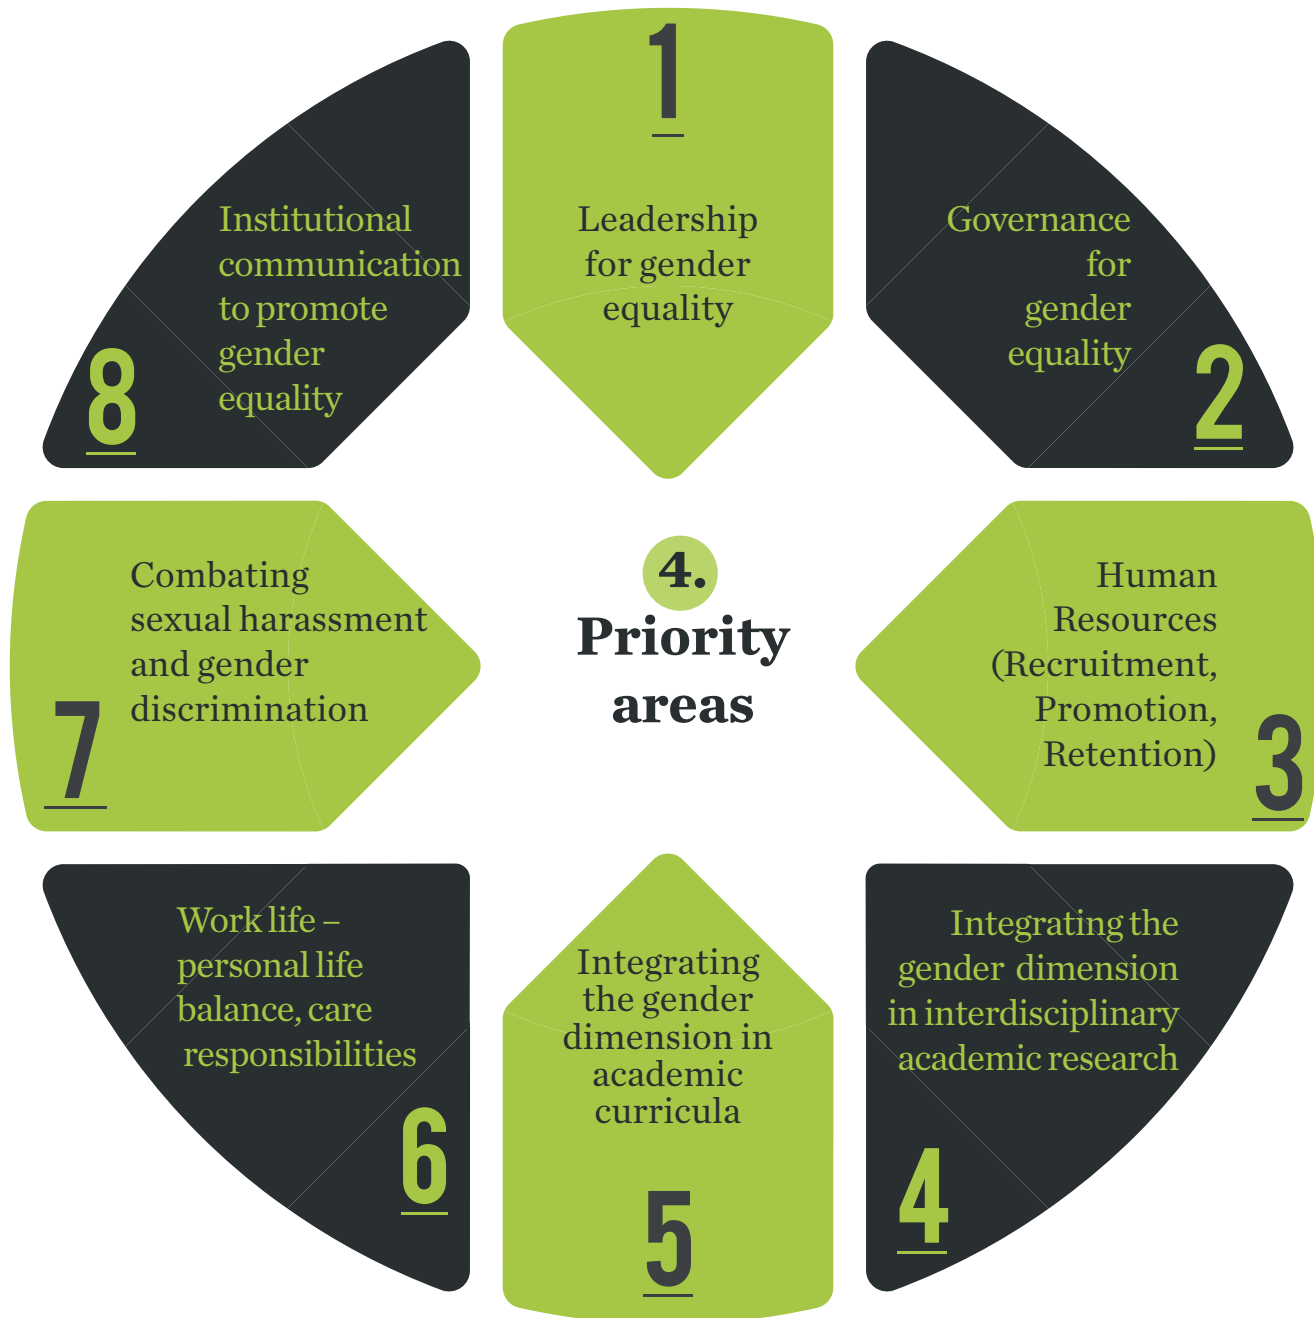 4.
Priority
areas
1
Leadership
for gender
equality
2
Governance
for
gender
equality
3
Human
Resources
(Recruitment,
Promotion,
Retention)
4
Integrating the
gender dimension
in interdisciplinary
academic research
5
Integrating
the gender
dimension in
academic
curricula
6
Work life –
personal life
balance, care
responsibilities
7
Combating
sexual harassment
and gender
discrimination
8
Institutional
communication
to promote
gender
equality